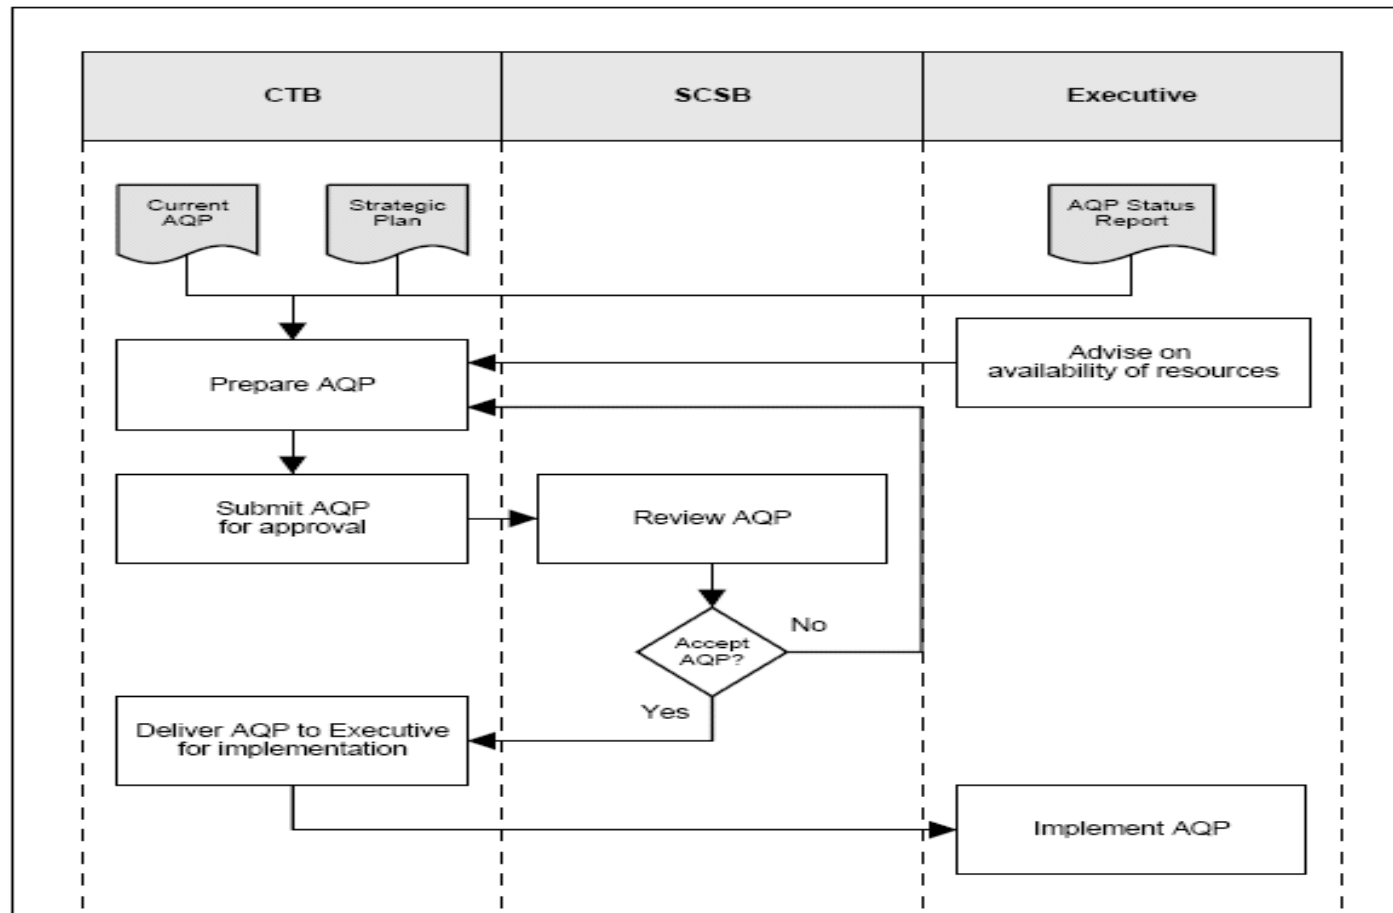 CTB
SCSB
Executive
Current
AQP
Strategic
Plan
AQP Status
Report
Prepare AQP
Advise on
availability of resources
Submit AQP
for approval
Review AQP
Accept
AQP?
No
Yes
Deliver AQP to Executive
for implementation
Implement AQP